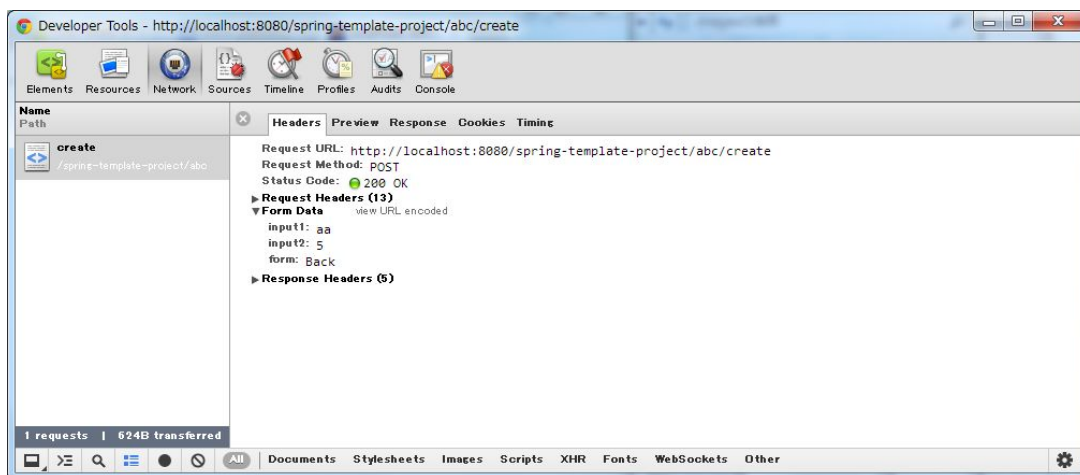 Developer Tools - http://localhost:8080/spring-template-project/abc/create
Elements Resources Network Sources Timeline Profiles Audits Console
Name
Path
Headers Preview Response Cookies Timing
create
/spring-template-project/abc
Request URL: http://localhost:8080/spring-template-project/abc/create
Request Method: POST
Status Code: 200 OK
Request Headers (13)
Form Data view URL encoded
input1: aa
input2: 5
form: Back
Response Headers (5)
1 requests | 624B transferred
All Documents Stylesheets Images Scripts XHR Fonts WebSockets Other